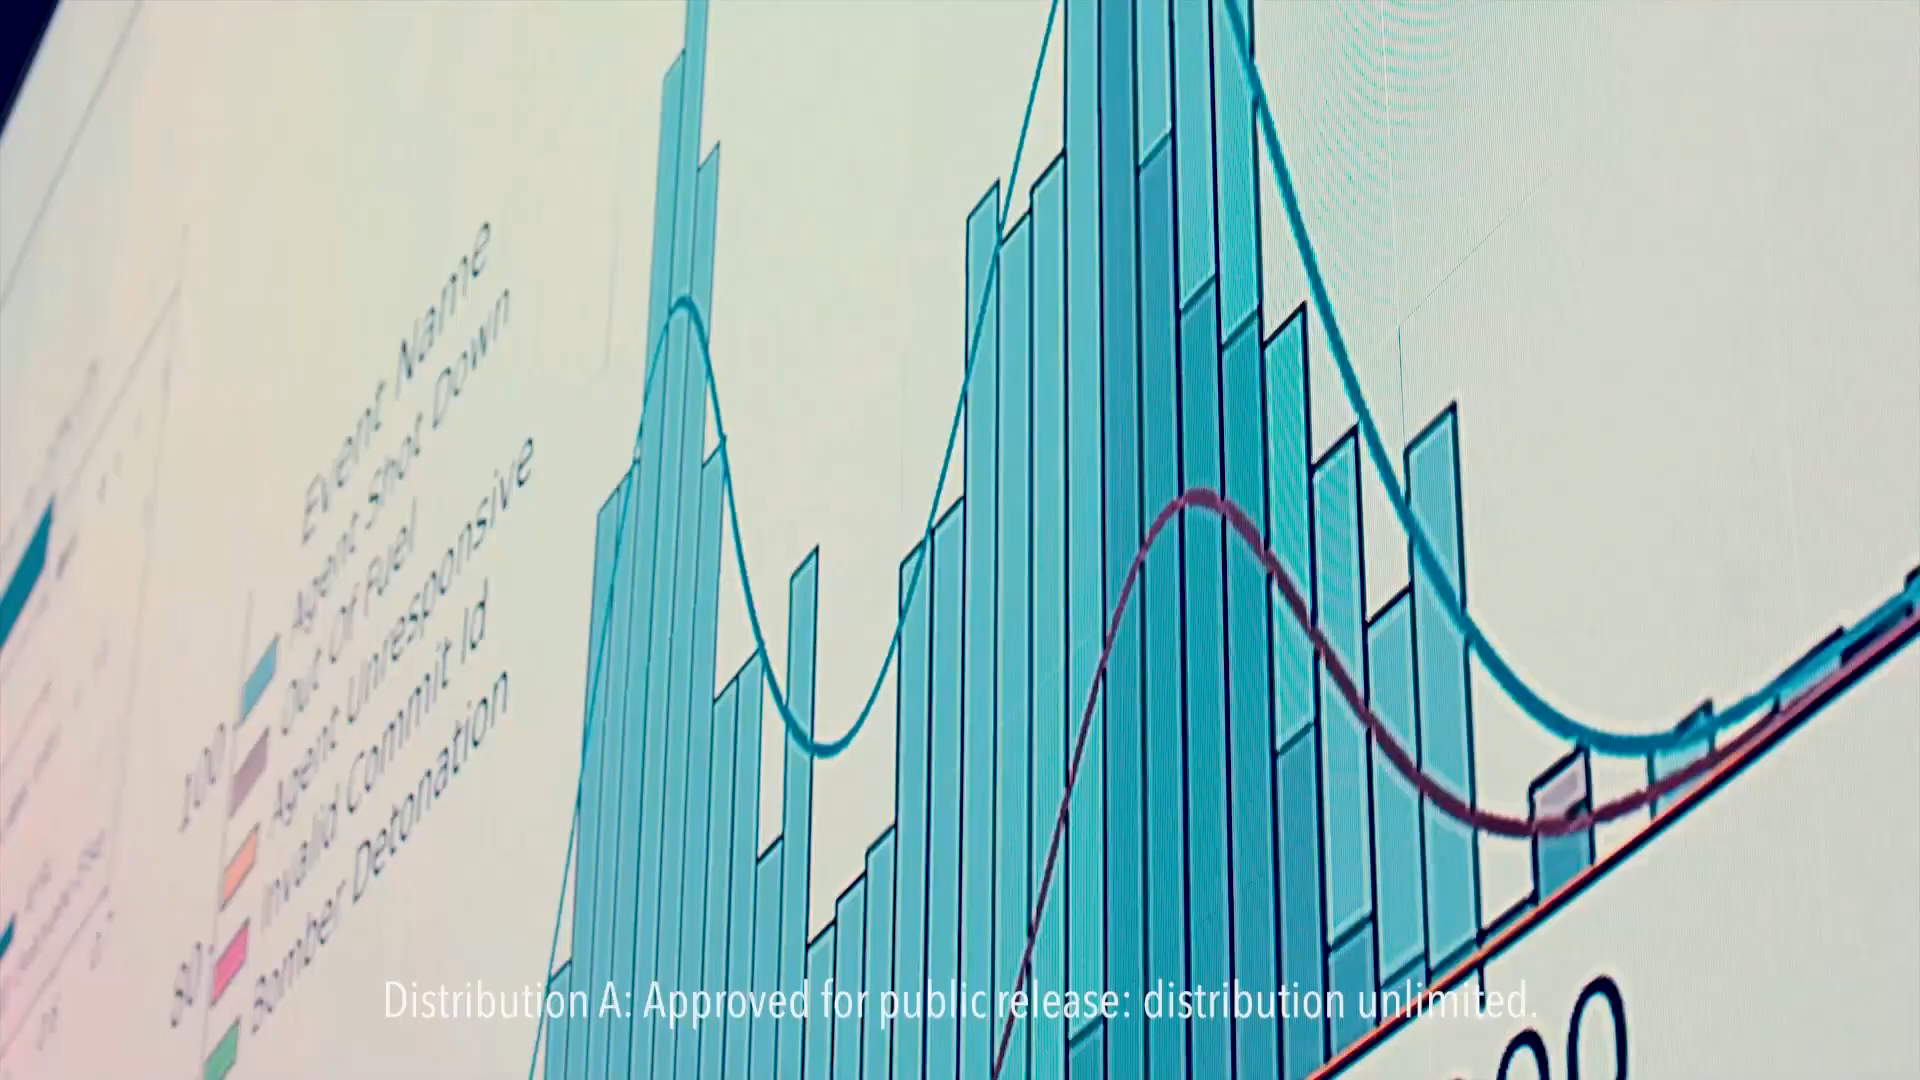 Event Name
Agent Shot Down
Out Of Fuel
Agent Unresponsive
Invalid Commit Id
Bomber Detonation
100
80
Distribution A: Approved for public release: distribution unlimited.